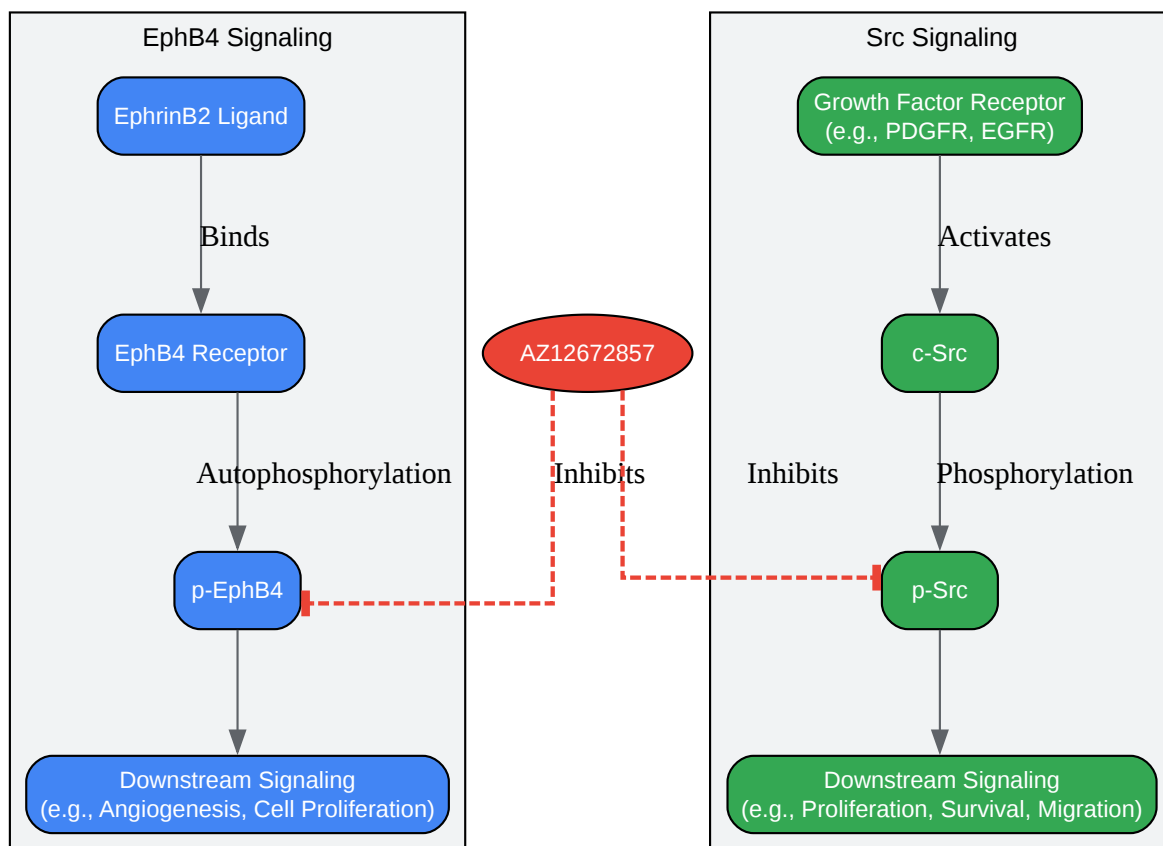 EphB4 Signaling
EphrinB2 Ligand
Binds
EphB4 Receptor
Autophosphorylation
p-EphB4
Downstream Signaling
(e.g., Angiogenesis, Cell Proliferation)
AZ12672857
Inhibits
Inhibits
Src Signaling
Growth Factor Receptor
(e.g., PDGFR, EGFR)
Activates
c-Src
Phosphorylation
p-Src
Downstream Signaling
(e.g., Proliferation, Survival, Migration)